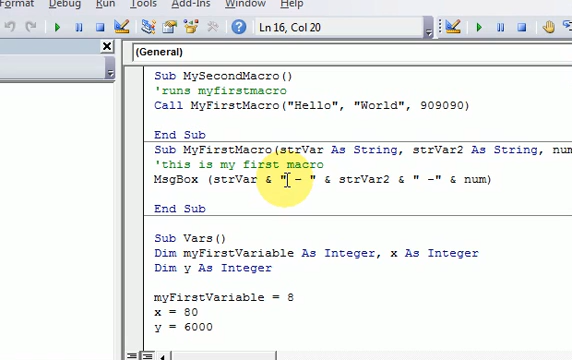 Format Debug Run Tools Add-Ins Window Help
Ln 16, Col 20
(General)
Sub MySecondMacro()
'runs myfirstmacro
Call MyFirstMacro("Hello", "World", 909090)
End Sub
Sub MyFirstMacro(strVar As String, strVar2 As String, num
'this is my first macro
MsgBox (strVar & " - " & strVar2 & " -" & num)
End Sub
Sub Vars()
Dim myFirstVariable As Integer, x As Integer
Dim y As Integer
myFirstVariable = 8
x = 80
y = 6000